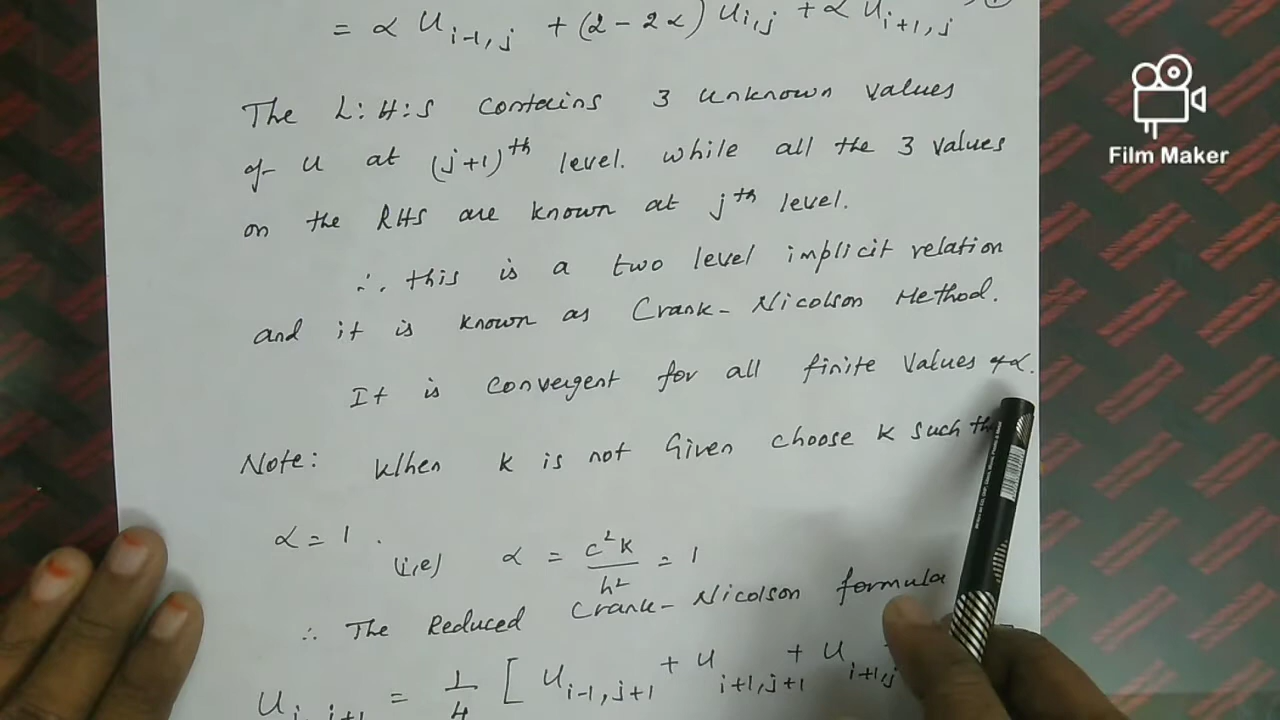 = α u i-1,j + (2-2α) u i,j + α u i+1,j
The L:H:S contains 3 unknown values
of u at (j+1)th level. while all the 3 values
on the RHS are known at jth level.
∴ this is a two level implicit relation
and it is known as Crank-Nicolson Method.
It is convergent for all finite values of α.
Note: When k is not Given choose k such
α = 1. (i,e) α = c²k/h² = 1
∴ The Reduced Crank-Nicolson formula
u i,j+1 = 1/4 [ u i-1,j+1 + u i+1,j+1 + u i+1,j
Film Maker